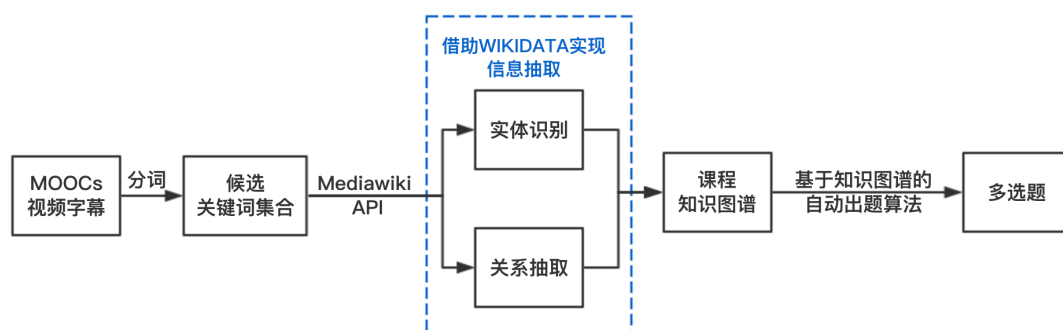 借助WIKIDATA实现
信息抽取
MOOCs
视频字幕
分词
候选
关键词集合
Mediawiki
API
实体识别
关系抽取
课程
知识图谱
基于知识图谱的
自动出题算法
多选题